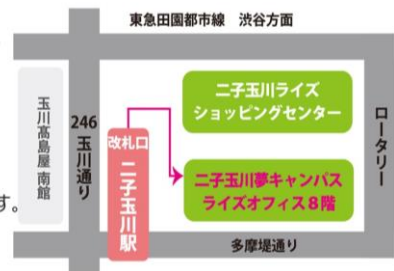 東急田園都市線 渋谷方面
玉川髙島屋 南館
246
玉川通り
改札口
二子玉川駅
二子玉川ライズ
ショッピングセンター
二子玉川夢キャンパス
ライズオフィス8階
ロータリー
す。
多摩堤通り